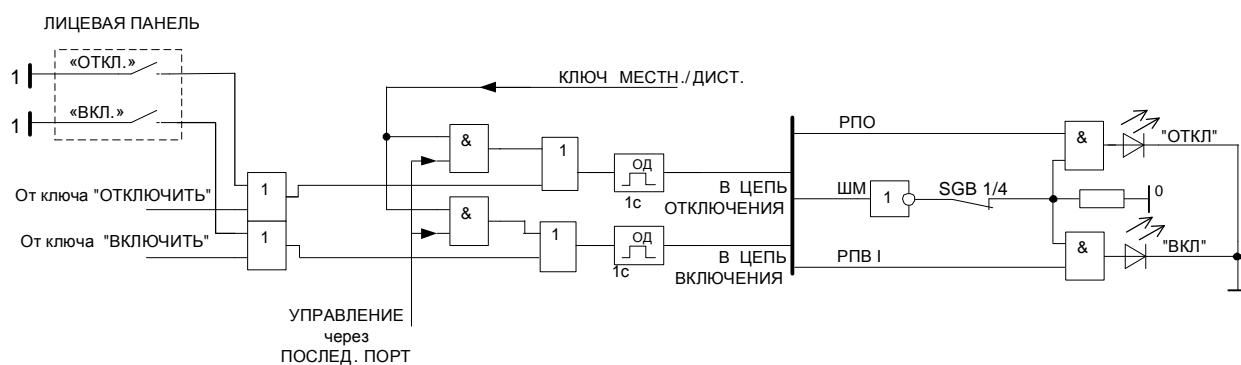 ЛИЦЕВАЯ ПАНЕЛЬ
1
«ОТКЛ.»
1
«ВКЛ.»
От ключа "ОТКЛЮЧИТЬ"
От ключа "ВКЛЮЧИТЬ"
1
1
КЛЮЧ МЕСТН./ДИСТ.
&
&
1
1
ОД
1с
ОД
1с
УПРАВЛЕНИЕ
через
ПОСЛЕД. ПОРТ
В ЦЕПЬ
ОТКЛЮЧЕНИЯ
В ЦЕПЬ
ВКЛЮЧЕНИЯ
РПО
ШМ
1
SGB 1/4
РПВ I
&
"ОТКЛ"
0
&
"ВКЛ"